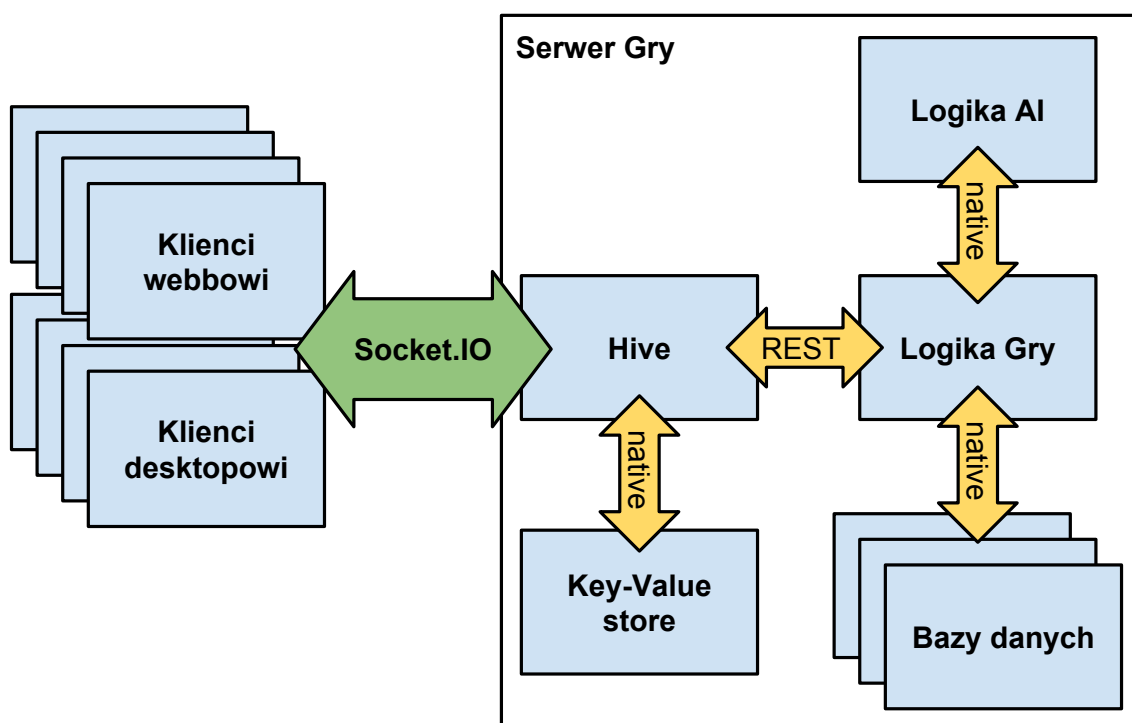 Serwer Gry
Logika AI
native
Klienci
webbowi
Socket.IO
Hive
REST
Logika Gry
Klienci
desktopowi
native
native
Key-Value
store
Bazy danych